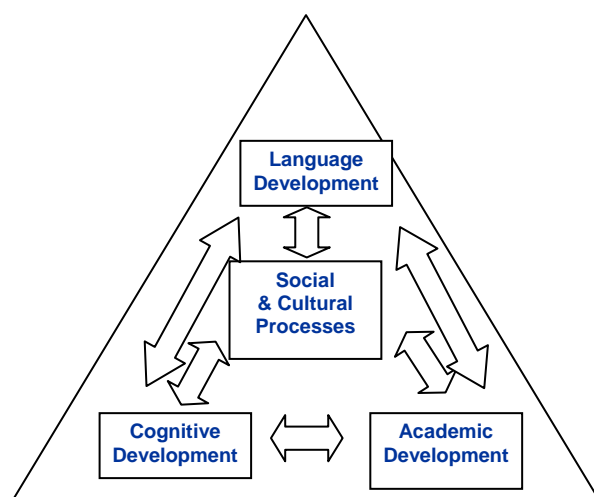 Language
Development
Social
& Cultural
Processes
Cognitive
Development
Academic
Development